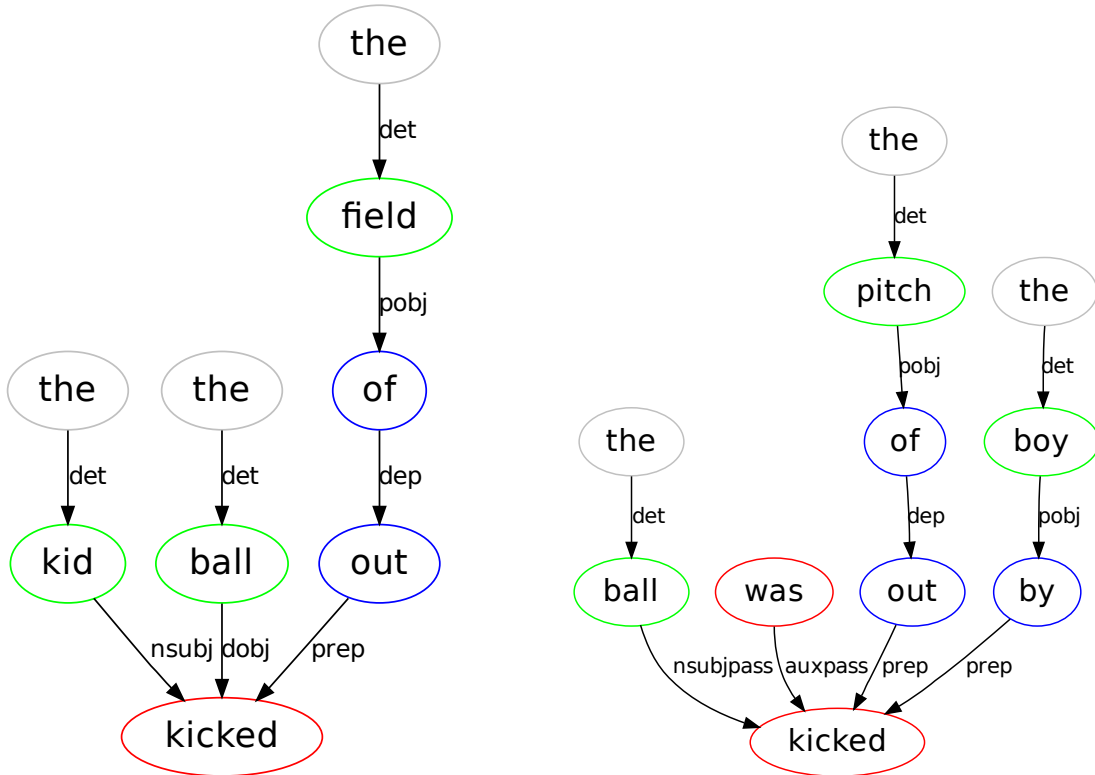 the
det
field
pobj
the the of
det det dep
kid ball out
nsubj dobj prep
kicked
the
det
pitch the
pobj det
the of boy
det dep pobj
ball was out by
nsubjpass auxpass prep prep
kicked